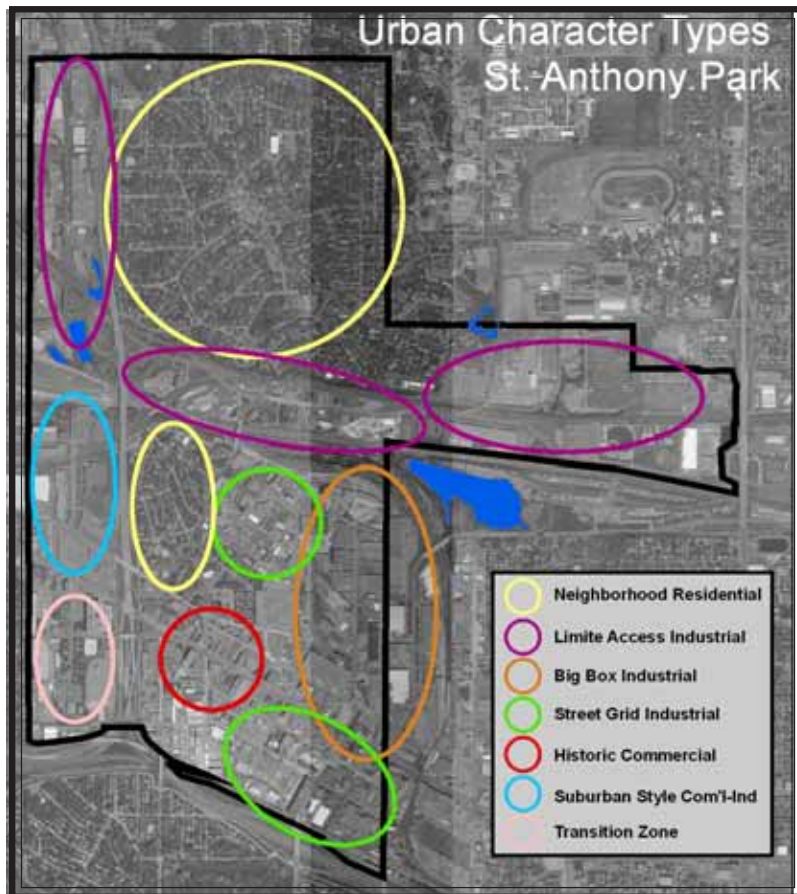 Urban Character Types
St. Anthony Park
Neighborhood Residential
Limite Access Industrial
Big Box Industrial
Street Grid Industrial
Historic Commercial
Suburban Style Com'l-Ind
Transition Zone